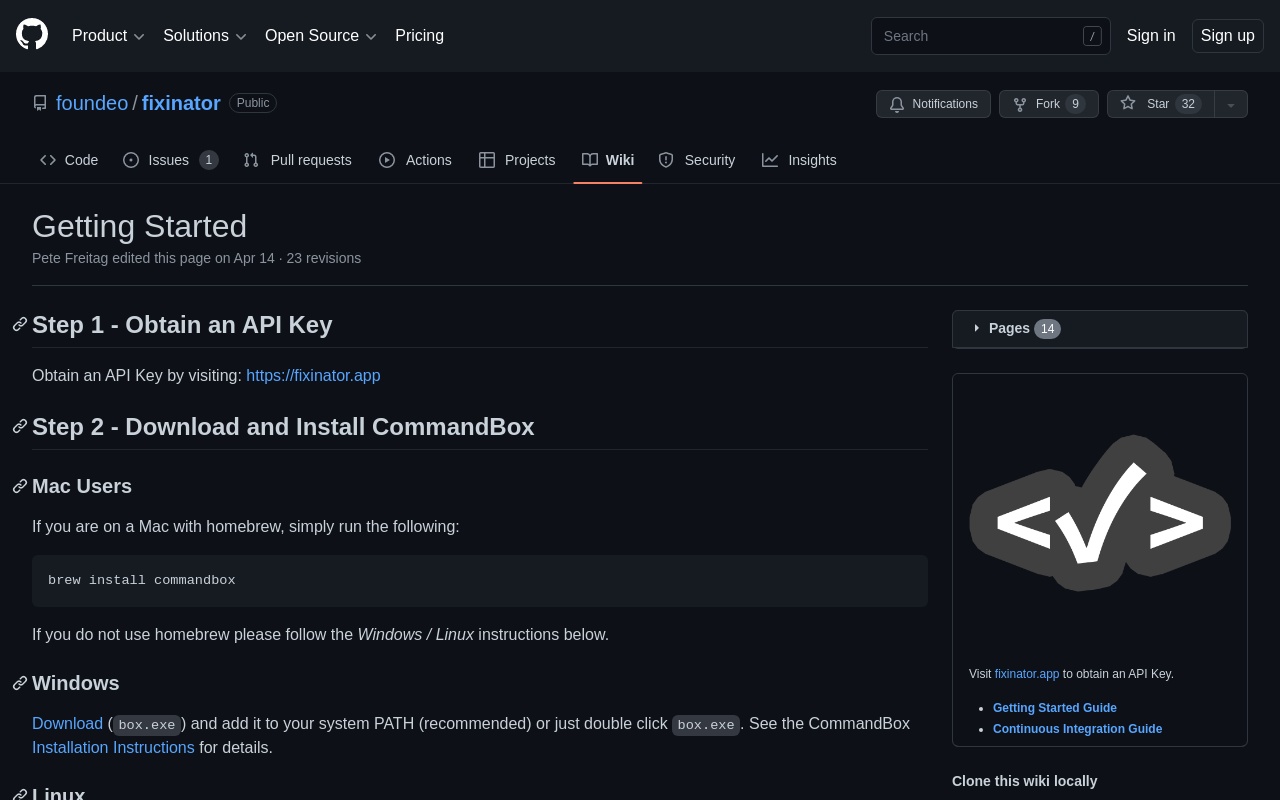 Product
Solutions
Open Source
Pricing
Search
/
Sign in
Sign up
foundeo / fixinator
Public
Notifications
Fork 9
Star 32
Code
Issues 1
Pull requests
Actions
Projects
Wiki
Security
Insights
Getting Started
Pete Freitag edited this page on Apr 14 · 23 revisions
Step 1 - Obtain an API Key
Obtain an API Key by visiting: https://fixinator.app
Step 2 - Download and Install CommandBox
Mac Users
If you are on a Mac with homebrew, simply run the following:
brew install commandbox
If you do not use homebrew please follow the Windows / Linux instructions below.
Windows
Download (box.exe) and add it to your system PATH (recommended) or just double click box.exe. See the CommandBox
Installation Instructions for details.
Linux
Pages 14
<√>
Visit fixinator.app to obtain an API Key.
Getting Started Guide
Continuous Integration Guide
Clone this wiki locally